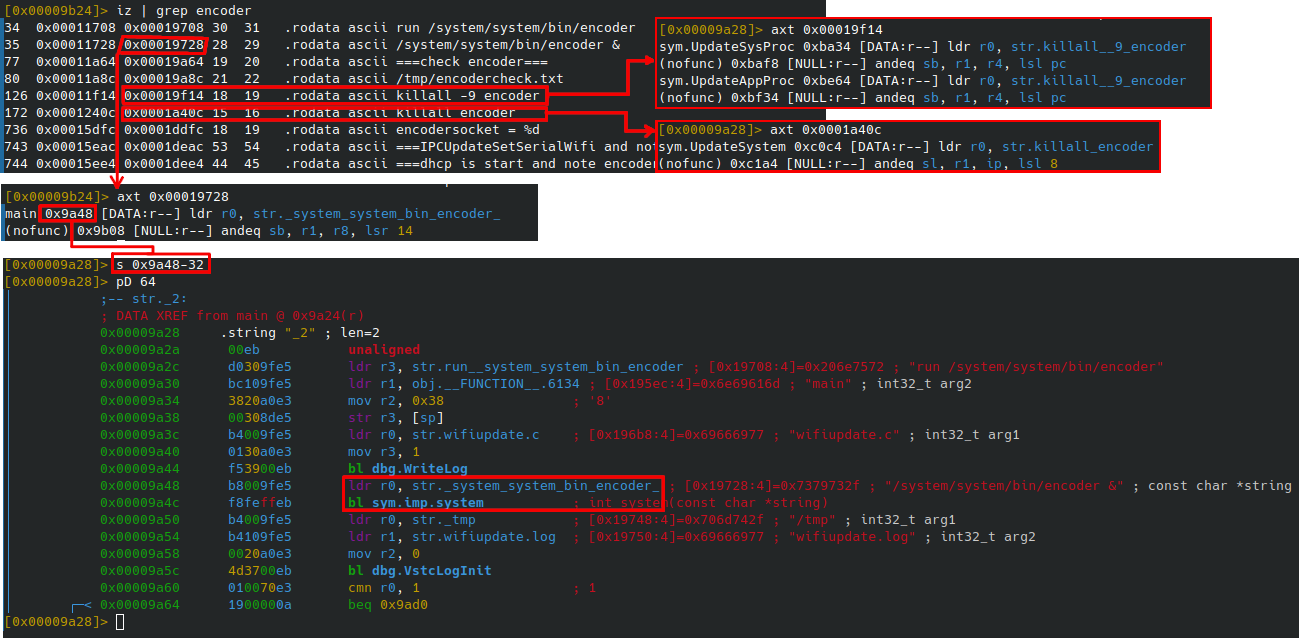 [0x00009b24]> iz | grep encoder
34  0x00011708 0x00019708 30  31   .rodata ascii run /system/system/bin/encoder
35  0x00011728 0x00019728 28  29   .rodata ascii /system/system/bin/encoder &
77  0x00011a64 0x00019a64 19  20   .rodata ascii ===check encoder===
80  0x00011a8c 0x00019a8c 21  22   .rodata ascii /tmp/encodercheck.txt
126 0x00011f14 0x00019f14 18  19   .rodata ascii killall -9 encoder
172 0x0001240c 0x0001a40c 15  16   .rodata ascii killall encoder
736 0x00015dfc 0x0001ddfc 18  19   .rodata ascii encodersocket = %d
743 0x00015eac 0x0001deac 53  54   .rodata ascii ===IPCUpdateSetSerialWifi and not
744 0x00015ee4 0x0001dee4 44  45   .rodata ascii ===dhcp is start and note encoder
[0x00009a28]> axt 0x00019f14
sym.UpdateSysProc 0xba34 [DATA:r--] ldr r0, str.killall__9_encoder
(nofunc) 0xbaf8 [NULL:r--] andeq sb, r1, r4, lsl pc
sym.UpdateAppProc 0xbe64 [DATA:r--] ldr r0, str.killall__9_encoder
(nofunc) 0xbf34 [NULL:r--] andeq sb, r1, r4, lsl pc
[0x00009a28]> axt 0x0001a40c
sym.UpdateSystem 0xc0c4 [DATA:r--] ldr r0, str.killall_encoder
(nofunc) 0xc1a4 [NULL:r--] andeq sl, r1, ip, lsl 8
[0x00009b24]> axt 0x00019728
main 0x9a48 [DATA:r--] ldr r0, str._system_system_bin_encoder_
(nofunc) 0x9b08 [NULL:r--] andeq sb, r1, r8, lsr 14
[0x00009a28]> s 0x9a48-32
[0x00009a28]> pD 64
;-- str._2:
; DATA XREF from main @ 0x9a24(r)
0x00009a28     .string "_2" ; len=2
0x00009a2a      00eb           unaligned
0x00009a2c      d0309fe5       ldr r3, str.run__system_system_bin_encoder ; [0x19708:4]=0x206e7572 ; "run /system/system/bin/encoder"
0x00009a30      bc109fe5       ldr r1, obj.__FUNCTION__.6134 ; [0x195ec:4]=0x6e69616d ; "main" ; int32_t arg2
0x00009a34      3820a0e3       mov r2, 0x38                ; '8'
0x00009a38      00308de5       str r3, [sp]
0x00009a3c      b4009fe5       ldr r0, str.wifiupdate.c    ; [0x196b8:4]=0x69666977 ; "wifiupdate.c" ; int32_t arg1
0x00009a40      0130a0e3       mov r3, 1
0x00009a44      f53900eb       bl dbg.WriteLog
0x00009a48      b8009fe5       ldr r0, str._system_system_bin_encoder_ ; [0x19728:4]=0x7379732f ; "/system/system/bin/encoder &" ; const char *string
0x00009a4c      f8feffeb       bl sym.imp.system           ; int system(const char *string)
0x00009a50      b4009fe5       ldr r0, str._tmp            ; [0x19748:4]=0x706d742f ; "/tmp" ; int32_t arg1
0x00009a54      b4109fe5       ldr r1, str.wifiupdate.log  ; [0x19750:4]=0x69666977 ; "wifiupdate.log" ; int32_t arg2
0x00009a58      0020a0e3       mov r2, 0
0x00009a5c      4d3700eb       bl dbg.VstcLogInit
0x00009a60      010070e3       cmn r0, 1                   ; 1
0x00009a64      1900000a       beq 0x9ad0
[0x00009a28]>